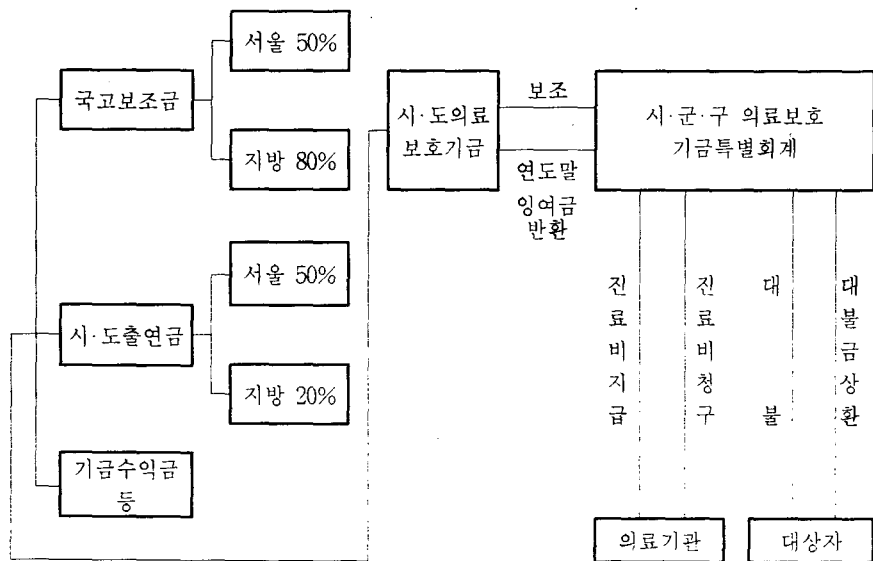 서울 50%
국고보조금
지방 80%
시·도의료
보호기금
보조
연도말
잉여금
반환
시·군·구 의료보호
기금특별회계
서울 50%
시·도출연금
지방 20%
기금수익금
등
진료비지급
진료비청구
대불
대불금상환
의료기관
대상자